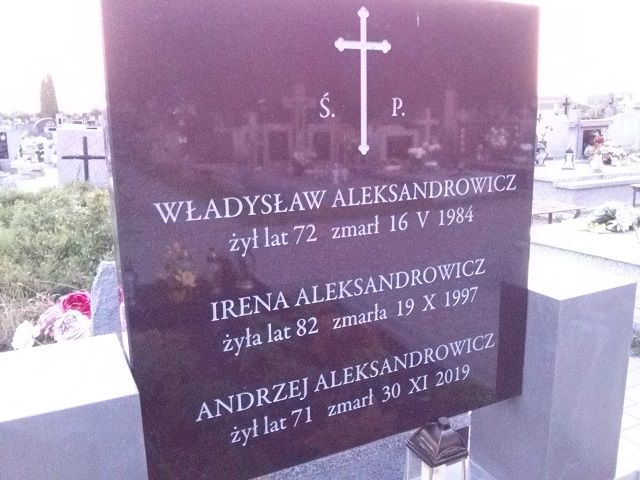 Ś. P.
WŁADYSŁAW ALEKSANDROWICZ
żył lat 72 zmarł 16 V 1984
IRENA ALEKSANDROWICZ
żyła lat 82 zmarła 19 X 1997
ANDRZEJ ALEKSANDROWICZ
żył lat 71 zmarł 30 XI 2019